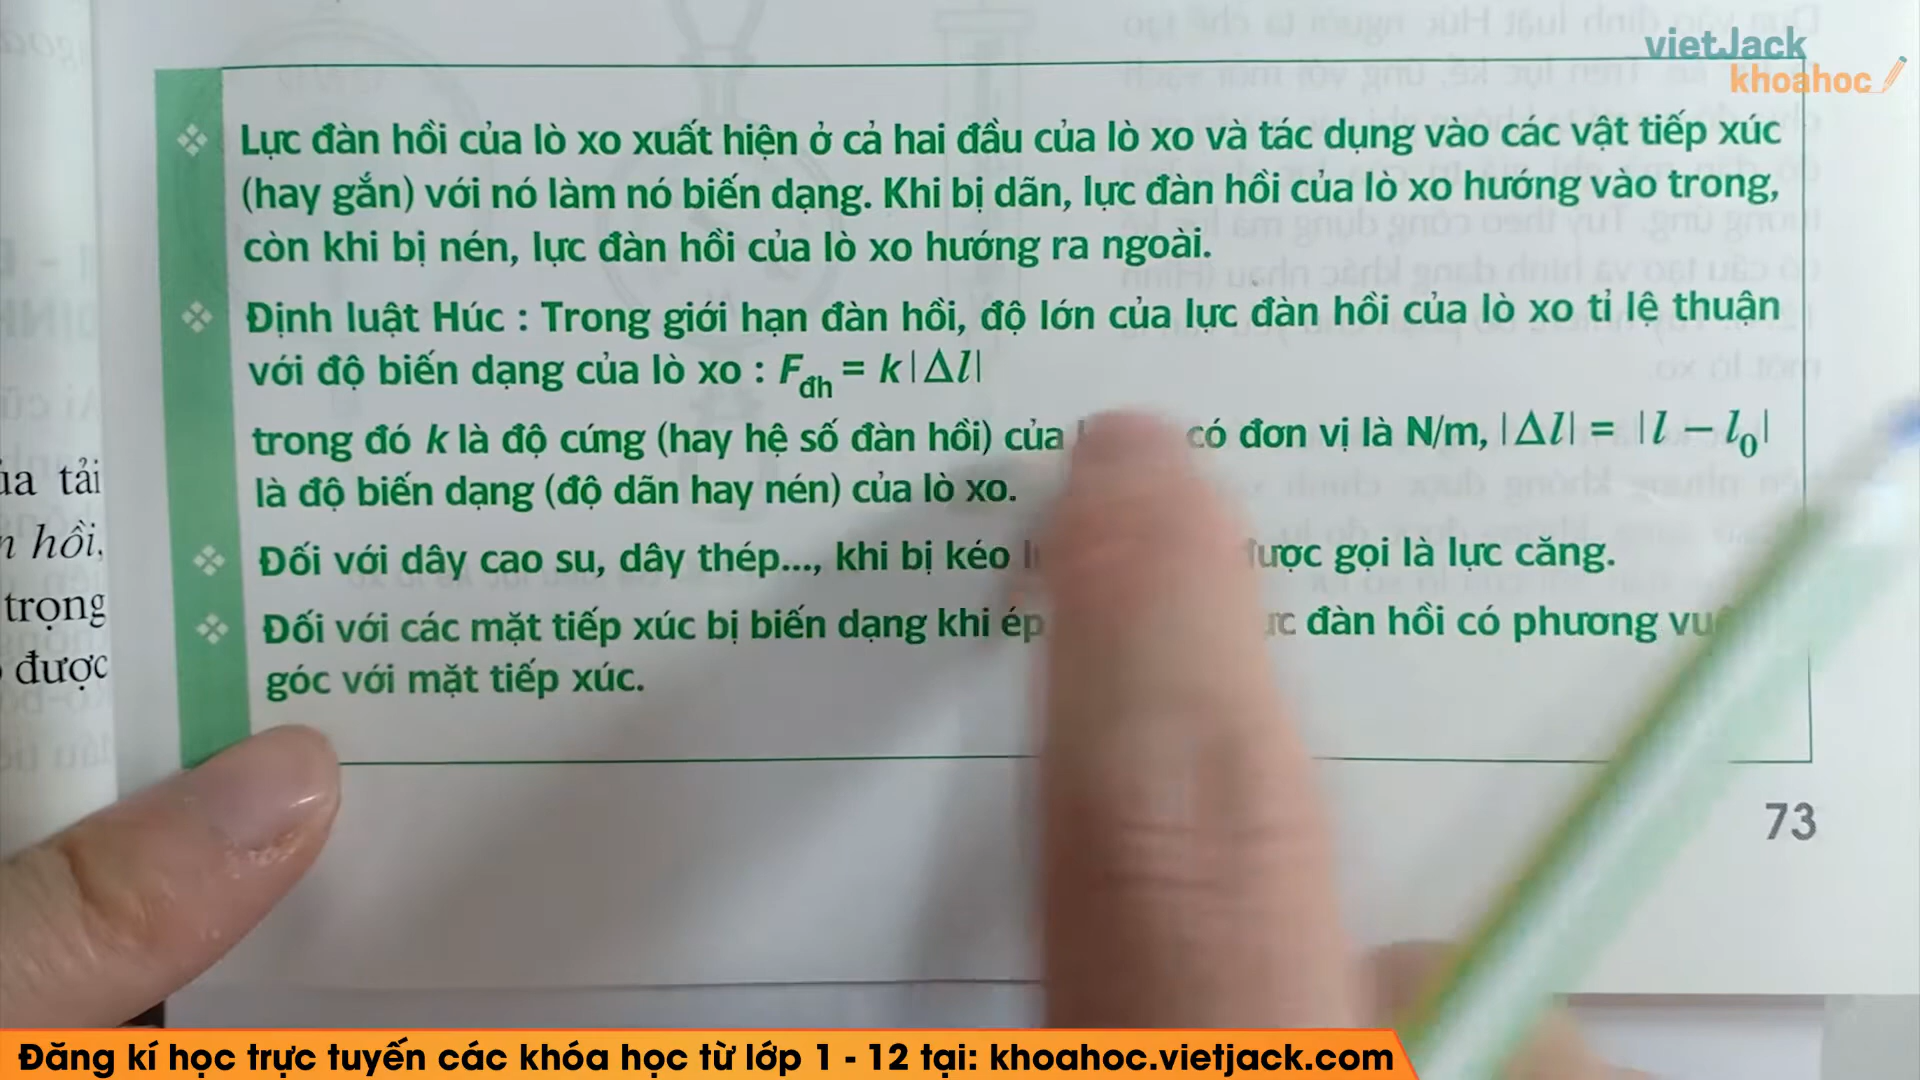 vietJack
khoahoc
Lực đàn hồi của lò xo xuất hiện ở cả hai đầu của lò xo và tác dụng vào các vật tiếp xúc
(hay gắn) với nó làm nó biến dạng. Khi bị dãn, lực đàn hồi của lò xo hướng vào trong,
còn khi bị nén, lực đàn hồi của lò xo hướng ra ngoài.
Định luật Húc : Trong giới hạn đàn hồi, độ lớn của lực đàn hồi của lò xo tỉ lệ thuận
với độ biến dạng của lò xo : Fđh = k|Δl|
trong đó k là độ cứng (hay hệ số đàn hồi) của có đơn vị là N/m, |Δl| = |l – l0|
là độ biến dạng (độ dãn hay nén) của lò xo.
Đối với dây cao su, dây thép..., khi bị kéo được gọi là lực căng.
Đối với các mặt tiếp xúc bị biến dạng khi ép đàn hồi có phương
góc với mặt tiếp xúc.
tải
hồi,
trọng
được
73
Đăng kí học trực tuyến các khóa học từ lớp 1 - 12 tại: khoahoc.vietjack.com